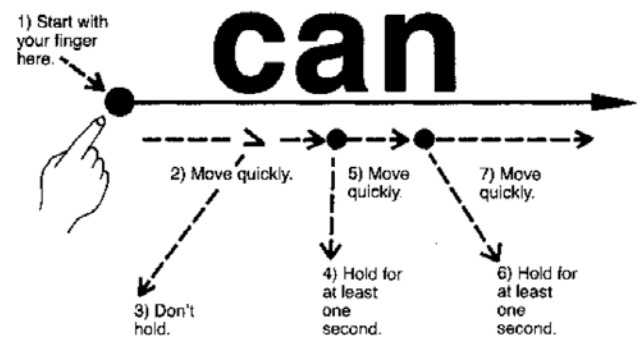 can
1) Start with
your finger
here.
2) Move quickly.
3) Don't
hold.
4) Hold for
at least
one
second.
5) Move
quickly.
6) Hold for
at least
one
second.
7) Move
quickly.